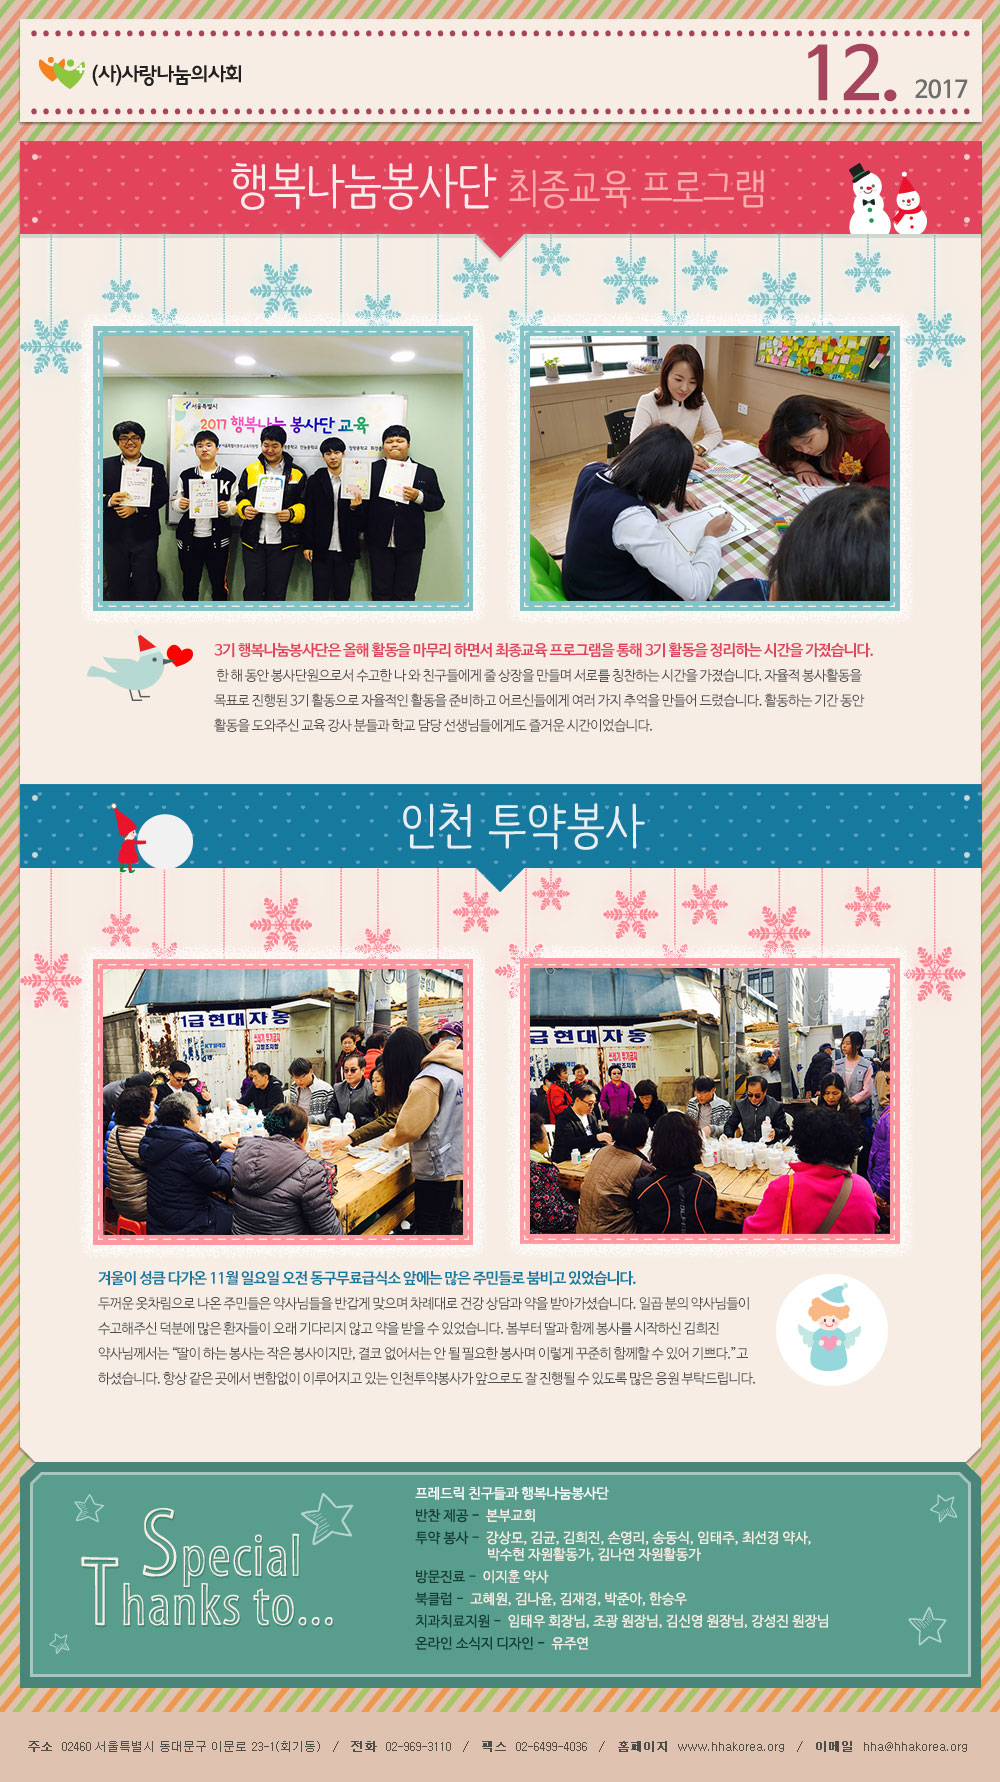 (사)사랑나눔의사회
12. 2017
행복나눔봉사단 최종교육 프로그램
서울특별시
2017 행복나눔 봉사단 교육
3기 행복나눔봉사단은 올해 활동을 마무리 하면서 최종교육 프로그램을 통해 3기 활동을 정리하는 시간을 가졌습니다.
한 해 동안 봉사단원으로서 수고한 나 와 친구들에게 줄 상장을 만들며 서로를 칭찬하는 시간을 가졌습니다. 자율적 봉사활동을
목표로 진행된 3기 활동으로 자율적인 활동을 준비하고 어르신들에게 여러 가지 추억을 만들어 드렸습니다. 활동하는 기간 동안
활동을 도와주신 교육 강사 분들과 학교 담당 선생님들에게도 즐거운 시간이었습니다.
인천 투약봉사
1급현대자동
급현대자동
겨울이 성큼 다가온 11월 일요일 오전 동구무료급식소 앞에는 많은 주민들로 붐비고 있었습니다.
두꺼운 옷차림으로 나온 주민들은 약사님들을 반갑게 맞으며 차례대로 건강 상담과 약을 받아가셨습니다. 일곱 분의 약사님들이
수고해주신 덕분에 많은 환자들이 오래 기다리지 않고 약을 받을 수 있었습니다. 봄부터 딸과 함께 봉사를 시작하신 김희진
약사님께서는 “딸이 하는 봉사는 작은 봉사이지만, 결코 없어서는 안 될 필요한 봉사며 이렇게 꾸준히 함께할 수 있어 기쁘다.”고
하셨습니다. 항상 같은 곳에서 변함없이 이루어지고 있는 인천투약봉사가 앞으로도 잘 진행될 수 있도록 많은 응원 부탁드립니다.
Special
Thanks to...
프레드릭 친구들과 행복나눔봉사단
반찬 제공 - 본부교회
투약 봉사 - 강상모, 김균, 김희진, 손영리, 송동식, 임태주, 최선경 약사,
박수현 자원활동가, 김나연 자원활동가
방문진료 - 이지훈 약사
북클럽 - 고혜원, 김나윤, 김재경, 박준아, 한승우
치과치료지원 - 임태우 회장님, 조광 원장님, 김신영 원장님, 강성진 원장님
온라인 소식지 디자인 - 유주연
주소 02460 서울특별시 동대문구 이문로 23-1(회기동) / 전화 02-969-3110 / 팩스 02-6499-4036 / 홈페이지 www.hhakorea.org / 이메일 hha@hhakorea.org